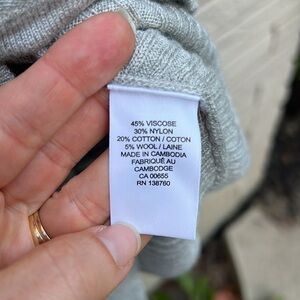 45% VISCOSE
30% NYLON
20% COTTON / COTON
5% WOOL / LAINE
MADE IN CAMBODIA
FABRIQUÉ AU
CAMBODGE
CA 00655
RN 138760